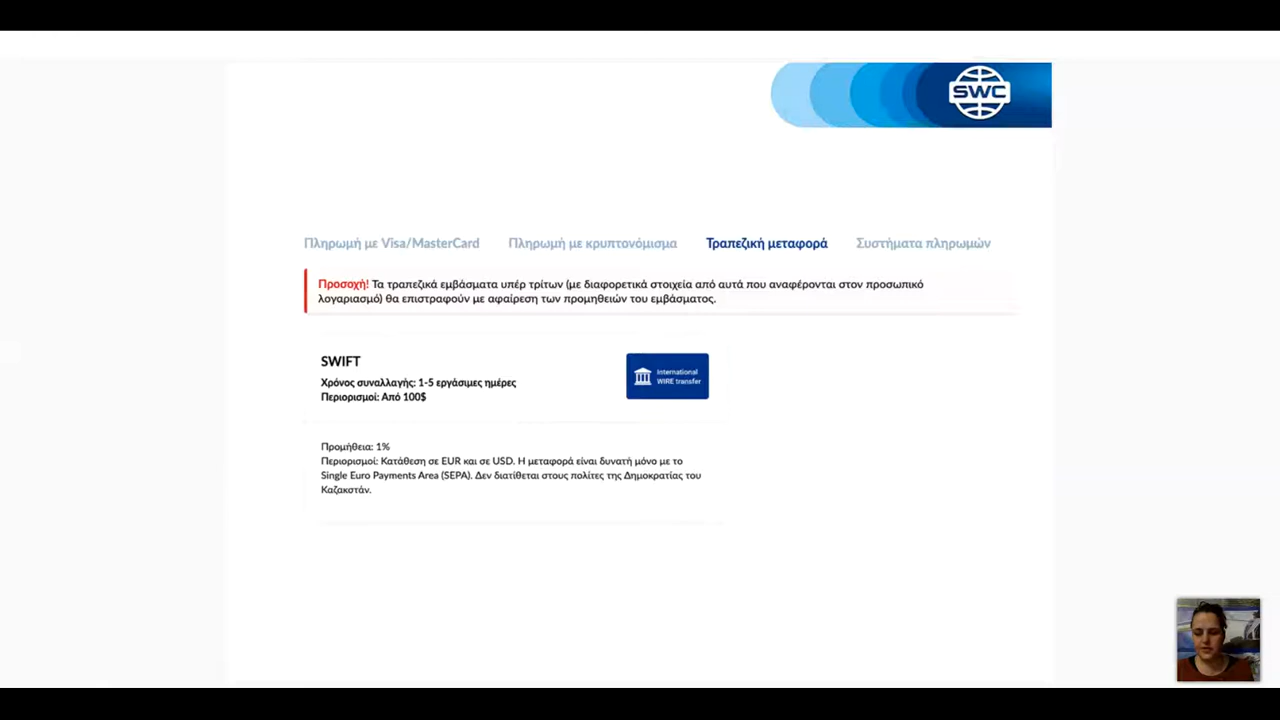 SWC
Πληρωμή με Visa/MasterCard
Πληρωμή με κρυπτονόμισμα
Τραπεζική μεταφορά
Συστήματα πληρωμών
Προσοχή! Τα τραπεζικά εμβάσματα υπέρ τρίτων (με διαφορετικά στοιχεία από αυτά που αναφέρονται στον προσωπικό
λογαριασμό) θα επιστραφούν με αφαίρεση των προμηθειών του εμβάσματος.
SWIFT
Χρόνος συναλλαγής: 1-5 εργάσιμες ημέρες
Περιορισμοί: Από 100$
International
WIRE transfer
Προμήθεια: 1%
Περιορισμοί: Κατάθεση σε EUR και σε USD. Η μεταφορά είναι δυνατή μόνο με το
Single Euro Payments Area (SEPA). Δεν διατίθεται στους πολίτες της Δημοκρατίας του
Καζακστάν.